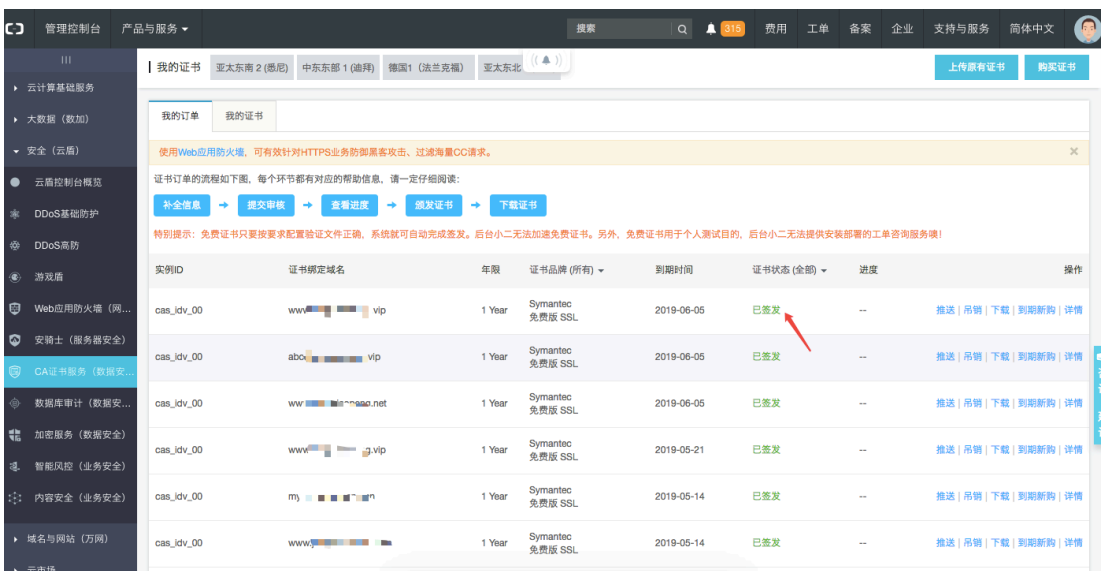 管理控制台 产品与服务 搜索 315 费用 工单 备案 企业 支持与服务 简体中文
我的证书 亚太东南 2 (悉尼) 中东东部 1 (迪拜) 德国1（法兰克福） 亚太东北 上传原有证书 购买证书
云计算基础服务
大数据（数加）
安全（云盾）
云盾控制台概览
DDoS基础防护
DDoS高防
游戏盾
Web应用防火墙（网...
安骑士（服务器安全）
CA证书服务（数据安...
数据库审计（数据安...
加密服务（数据安全）
智能风控（业务安全）
内容安全（业务安全）
域名与网站（万网）
云市场
我的订单 我的证书
使用Web应用防火墙，可有效针对HTTPS业务防御黑客攻击、过滤海量CC请求。
证书订单的流程如下图，每个环节都有对应的帮助信息，请一定仔细阅读：
补全信息 提交审核 查看进度 颁发证书 下载证书
特别提示：免费证书只要按要求配置验证文件正确，系统就可自动完成签发。后台小二无法加速免费证书。另外，免费证书用于个人测试目的，后台小二无法提供安装部署的工单咨询服务噢！
实例ID 证书绑定域名 年限 证书品牌 (所有) 到期时间 证书状态 (全部) 进度 操作
cas_idv_00 www vip 1 Year Symantec 免费版 SSL 2019-06-05 已签发 -- 推送 | 吊销 | 下载 | 到期新购 | 详情
cas_idv_00 vip 1 Year Symantec 免费版 SSL 2019-06-05 已签发 -- 推送 | 吊销 | 下载 | 到期新购 | 详情
cas_idv_00 .net 1 Year Symantec 免费版 SSL 2019-06-05 已签发 -- 推送 | 吊销 | 下载 | 到期新购 | 详情
cas_idv_00 www .vip 1 Year Symantec 免费版 SSL 2019-05-21 已签发 -- 推送 | 吊销 | 下载 | 到期新购 | 详情
cas_idv_00 1 Year Symantec 免费版 SSL 2019-05-14 已签发 -- 推送 | 吊销 | 下载 | 到期新购 | 详情
cas_idv_00 www. 1 Year Symantec 免费版 SSL 2019-05-14 已签发 -- 推送 | 吊销 | 下载 | 到期新购 | 详情